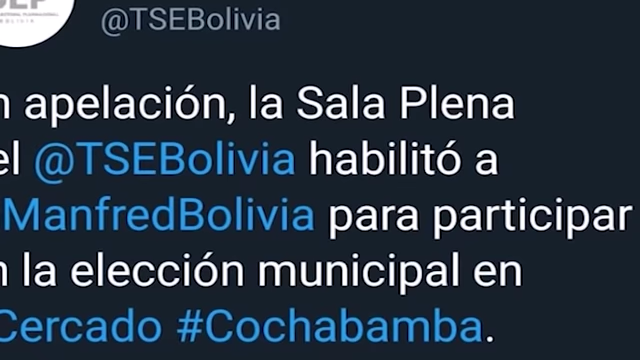 @TSEBolivia
apelación, la Sala Plena
@TSEBolivia habilitó a
ManfredBolivia para participar
la elección municipal en
Cercado #Cochabamba.